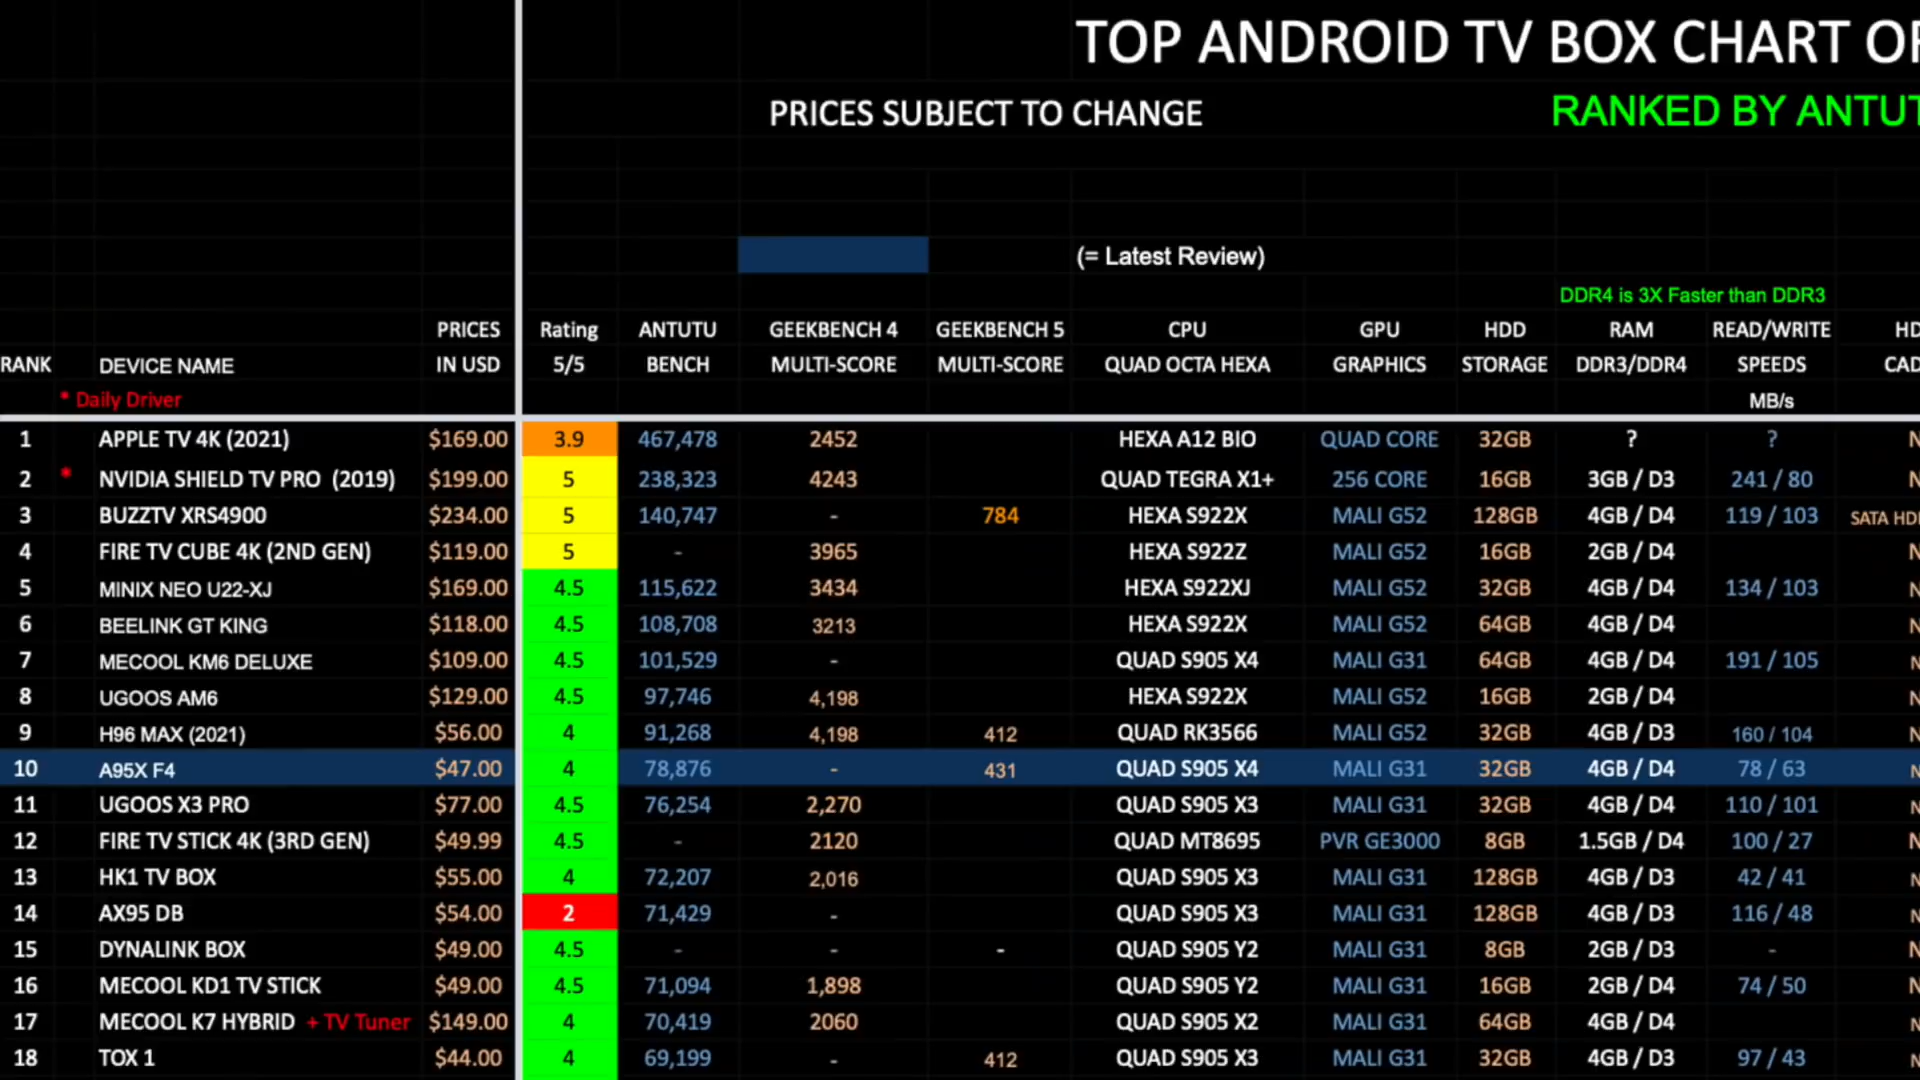 TOP ANDROID TV BOX CHART
PRICES SUBJECT TO CHANGE RANKED BY
(= Latest Review)
DDR4 is 3X Faster than DDR3
PRICES Rating ANTUTU GEEKBENCH 4 GEEKBENCH 5 CPU GPU HDD RAM READ/WRITE
RANK DEVICE NAME IN USD 5/5 BENCH MULTI-SCORE MULTI-SCORE QUAD OCTA HEXA GRAPHICS STORAGE DDR3/DDR4 SPEEDS
* Daily Driver MB/s
1 APPLE TV 4K (2021) $169.00 3.9 467,478 2452 HEXA A12 BIO QUAD CORE 32GB ? ?
2 * NVIDIA SHIELD TV PRO (2019) $199.00 5 238,323 4243 QUAD TEGRA X1+ 256 CORE 16GB 3GB / D3 241 / 80
3 BUZZTV XRS4900 $234.00 5 140,747 - 784 HEXA S922X MALI G52 128GB 4GB / D4 119 / 103 SATA
4 FIRE TV CUBE 4K (2ND GEN) $119.00 5 - 3965 HEXA S922Z MALI G52 16GB 2GB / D4
5 MINIX NEO U22-XJ $169.00 4.5 115,622 3434 HEXA S922XJ MALI G52 32GB 4GB / D4 134 / 103
6 BEELINK GT KING $118.00 4.5 108,708 3213 HEXA S922X MALI G52 64GB 4GB / D4
7 MECOOL KM6 DELUXE $109.00 4.5 101,529 - QUAD S905 X4 MALI G31 64GB 4GB / D4 191 / 105
8 UGOOS AM6 $129.00 4.5 97,746 4,198 HEXA S922X MALI G52 16GB 2GB / D4
9 H96 MAX (2021) $56.00 4 91,268 4,198 412 QUAD RK3566 MALI G52 32GB 4GB / D3 160 / 104
10 A95X F4 $47.00 4 78,876 - 431 QUAD S905 X4 MALI G31 32GB 4GB / D4 78 / 63
11 UGOOS X3 PRO $77.00 4.5 76,254 2,270 QUAD S905 X3 MALI G31 32GB 4GB / D4 110 / 101
12 FIRE TV STICK 4K (3RD GEN) $49.99 4.5 - 2120 QUAD MT8695 PVR GE3000 8GB 1.5GB / D4 100 / 27
13 HK1 TV BOX $55.00 4 72,207 2,016 QUAD S905 X3 MALI G31 128GB 4GB / D3 42 / 41
14 AX95 DB $54.00 2 71,429 - QUAD S905 X3 MALI G31 128GB 4GB / D3 116 / 48
15 DYNALINK BOX $49.00 4.5 - - - QUAD S905 Y2 MALI G31 8GB 2GB / D3 -
16 MECOOL KD1 TV STICK $49.00 4.5 71,094 1,898 QUAD S905 Y2 MALI G31 16GB 2GB / D4 74 / 50
17 MECOOL K7 HYBRID + TV Tuner $149.00 4 70,419 2060 QUAD S905 X2 MALI G31 64GB 4GB / D4
18 TOX 1 $44.00 4 69,199 - 412 QUAD S905 X3 MALI G31 32GB 4GB / D3 97 / 43